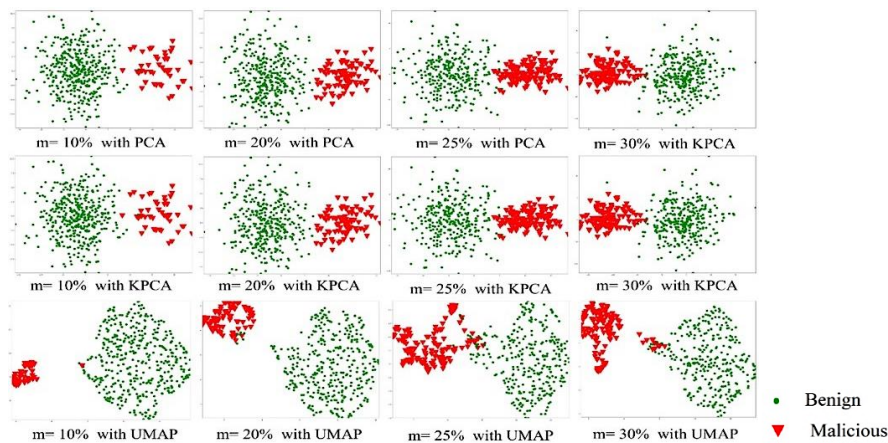 m= 10% with PCA
m= 20% with PCA
m= 25% with PCA
m= 30% with KPCA
m= 10% with KPCA
m= 20% with KPCA
m= 25% with KPCA
m= 30% with KPCA
m= 10% with UMAP
m= 20% with UMAP
m= 25% with UMAP
m= 30% with UMAP
Benign
Malicious